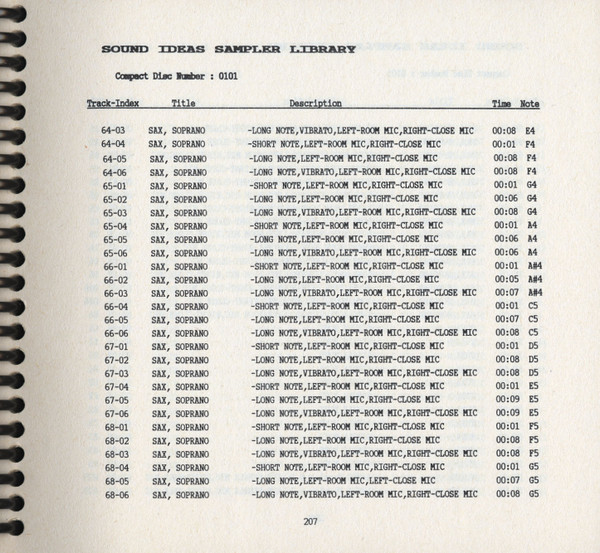 SOUND IDEAS SAMPLER LIBRARY
Compact Disc Number : 0101
Track-Index Title Description Time Note
64-03 SAX, SOPRANO -LONG NOTE,VIBRATO,LEFT-ROOM MIC,RIGHT-CLOSE MIC 00:08 E4
64-04 SAX, SOPRANO -SHORT NOTE,LEFT-ROOM MIC,RIGHT-CLOSE MIC 00:01 F4
64-05 SAX, SOPRANO -LONG NOTE,LEFT-ROOM MIC,RIGHT-CLOSE MIC 00:08 F4
64-06 SAX, SOPRANO -LONG NOTE,VIBRATO,LEFT-ROOM MIC,RIGHT-CLOSE MIC 00:08 F4
65-01 SAX, SOPRANO -SHORT NOTE,LEFT-ROOM MIC,RIGHT-CLOSE MIC 00:01 G4
65-02 SAX, SOPRANO -LONG NOTE,LEFT-ROOM MIC,RIGHT-CLOSE MIC 00:06 G4
65-03 SAX, SOPRANO -LONG NOTE,VIBRATO,LEFT-ROOM MIC,RIGHT-CLOSE MIC 00:08 G4
65-04 SAX, SOPRANO -SHORT NOTE,LEFT-ROOM MIC,RIGHT-CLOSE MIC 00:01 A4
65-05 SAX, SOPRANO -LONG NOTE,LEFT-ROOM MIC,RIGHT-CLOSE MIC 00:06 A4
65-06 SAX, SOPRANO -LONG NOTE,VIBRATO,LEFT-ROOM MIC,RIGHT-CLOSE MIC 00:06 A4
66-01 SAX, SOPRANO -SHORT NOTE,LEFT-ROOM MIC,RIGHT-CLOSE MIC 00:01 A#4
66-02 SAX, SOPRANO -LONG NOTE,LEFT-ROOM MIC,RIGHT-CLOSE MIC 00:05 A#4
66-03 SAX, SOPRANO -LONG NOTE,VIBRATO,LEFT-ROOM MIC,RIGHT-CLOSE MIC 00:07 A#4
66-04 SAX, SOPRANO -SHORT NOTE,LEFT-ROOM MIC,RIGHT-CLOSE MIC 00:01 C5
66-05 SAX, SOPRANO -LONG NOTE,LEFT-ROOM MIC,RIGHT-CLOSE MIC 00:07 C5
66-06 SAX, SOPRANO -LONG NOTE,VIBRATO,LEFT-ROOM MIC,RIGHT-CLOSE MIC 00:08 C5
67-01 SAX, SOPRANO -SHORT NOTE,LEFT-ROOM MIC,RIGHT-CLOSE MIC 00:01 D5
67-02 SAX, SOPRANO -LONG NOTE,LEFT-ROOM MIC,RIGHT-CLOSE MIC 00:08 D5
67-03 SAX, SOPRANO -LONG NOTE,VIBRATO,LEFT-ROOM MIC,RIGHT-CLOSE MIC 00:08 D5
67-04 SAX, SOPRANO -SHORT NOTE,LEFT-ROOM MIC,RIGHT-CLOSE MIC 00:01 E5
67-05 SAX, SOPRANO -LONG NOTE,LEFT-ROOM MIC,RIGHT-CLOSE MIC 00:09 E5
67-06 SAX, SOPRANO -LONG NOTE,VIBRATO,LEFT-ROOM MIC,RIGHT-CLOSE MIC 00:09 E5
68-01 SAX, SOPRANO -SHORT NOTE,LEFT-ROOM MIC,RIGHT-CLOSE MIC 00:01 F5
68-02 SAX, SOPRANO -LONG NOTE,LEFT-ROOM MIC,RIGHT-CLOSE MIC 00:08 F5
68-03 SAX, SOPRANO -LONG NOTE,VIBRATO,LEFT-ROOM MIC,RIGHT-CLOSE MIC 00:08 F5
68-04 SAX, SOPRANO -SHORT NOTE,LEFT-ROOM MIC,RIGHT-CLOSE MIC 00:01 G5
68-05 SAX, SOPRANO -LONG NOTE,LEFT-ROOM MIC,LEFT-CLOSE MIC 00:07 G5
68-06 SAX, SOPRANO -LONG NOTE,VIBRATO,LEFT-ROOM MIC,RIGHT-CLOSE MIC 00:08 G5
207